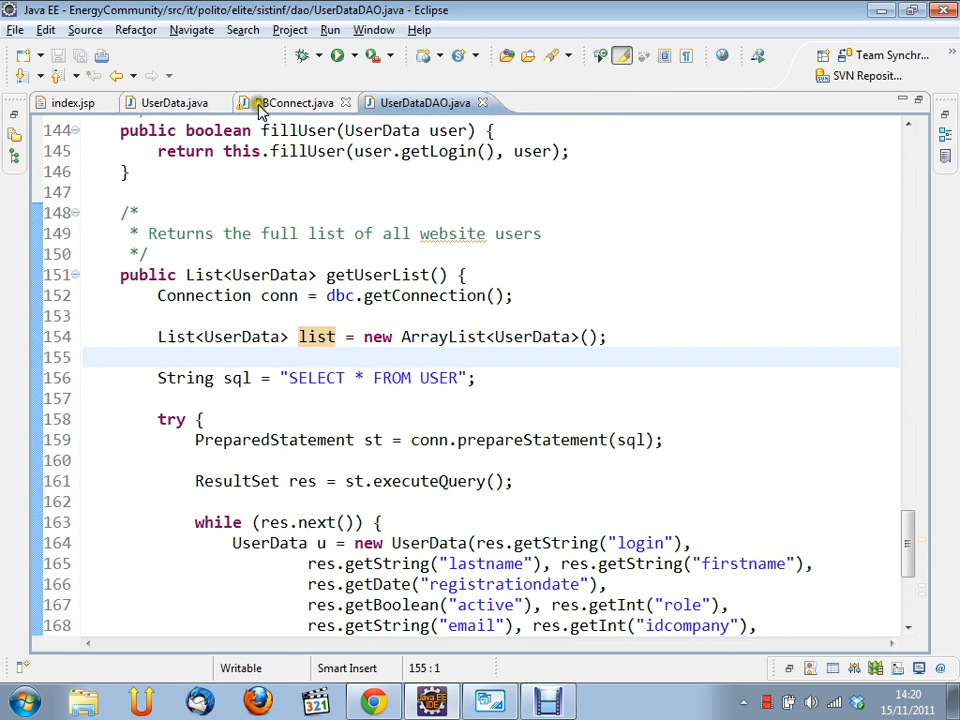 Java EE - EnergyCommunity/src/it/polito/elite/sistinf/dao/UserDataDAO.java - Eclipse
File Edit Source Refactor Navigate Search Project Run Window Help
Team Synchr...
SVN Reposit...
index.jsp UserData.java BConnect.java UserDataDAO.java
144 public boolean fillUser(UserData user) {
145 return this.fillUser(user.getLogin(), user);
146 }
147
148 /*
149 * Returns the full list of all website users
150 */
151 public List<UserData> getUserList() {
152 Connection conn = dbc.getConnection();
153
154 List<UserData> list = new ArrayList<UserData>();
155
156 String sql = "SELECT * FROM USER";
157
158 try {
159 PreparedStatement st = conn.prepareStatement(sql);
160
161 ResultSet res = st.executeQuery();
162
163 while (res.next()) {
164 UserData u = new UserData(res.getString("login"),
165 res.getString("lastname"), res.getString("firstname"),
166 res.getDate("registrationdate"),
167 res.getBoolean("active"), res.getInt("role"),
168 res.getString("email"), res.getInt("idcompany"),
Writable Smart Insert 155 : 1
14:20
15/11/2011